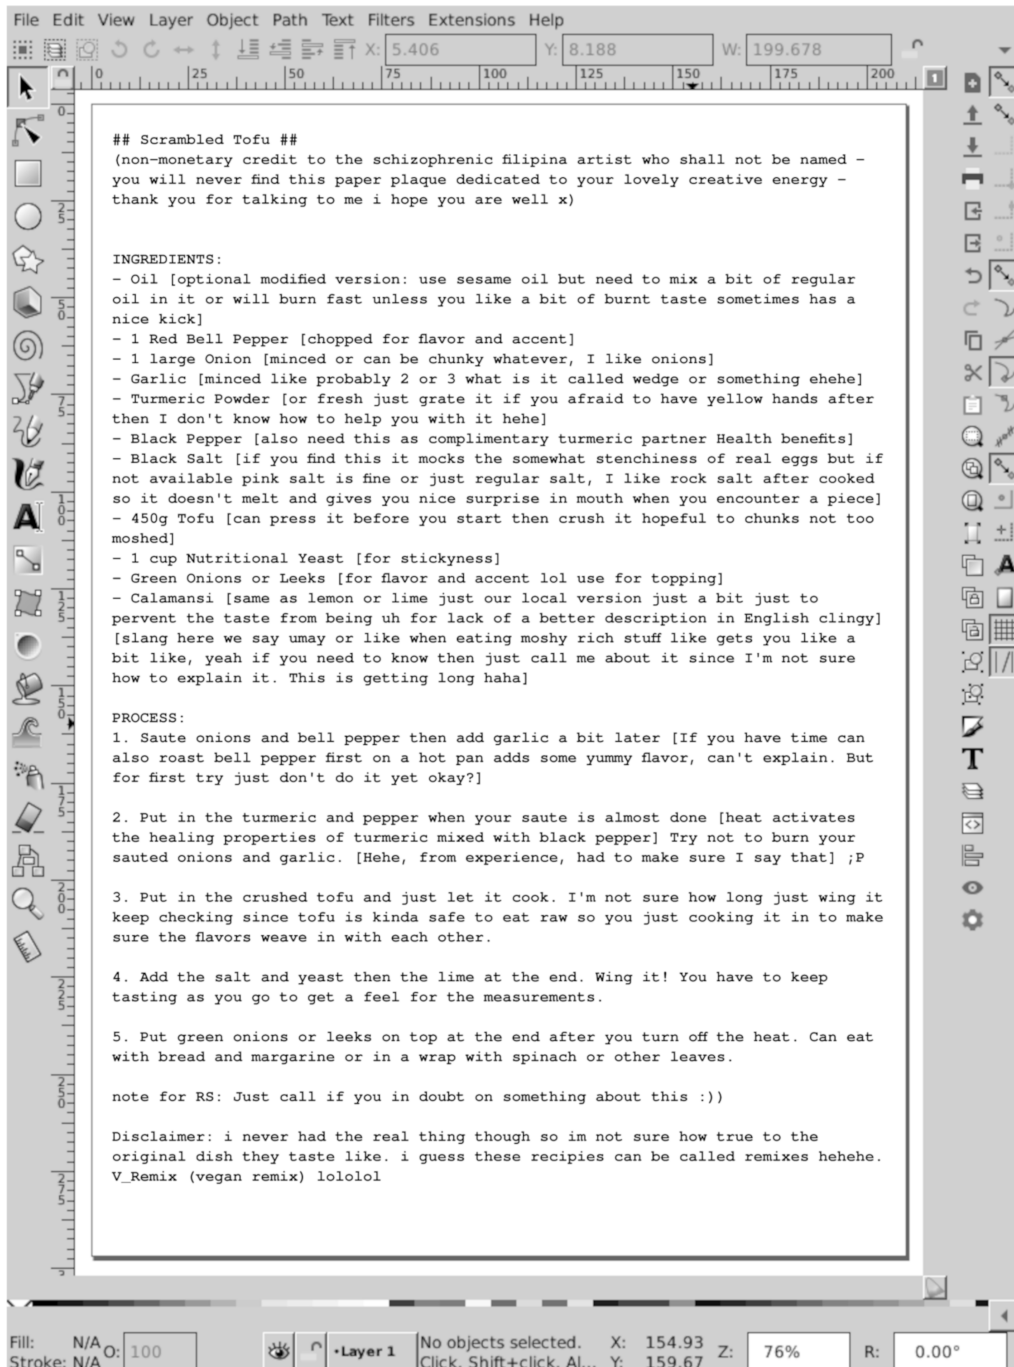 File Edit View Layer Object Path Text Filters Extensions Help
X: 5.406 Y: 8.188 W: 199.678
0 25 50 75 100 125 150 175 200
1
## Scrambled Tofu ##
(non-monetary credit to the schizophrenic filipina artist who shall not be named -
you will never find this paper plaque dedicated to your lovely creative energy -
thank you for talking to me i hope you are well x)
INGREDIENTS:
- Oil [optional modified version: use sesame oil but need to mix a bit of regular
oil in it or will burn fast unless you like a bit of burnt taste sometimes has a
nice kick]
- 1 Red Bell Pepper [chopped for flavor and accent]
- 1 large Onion [minced or can be chunky whatever, I like onions]
- Garlic [minced like probably 2 or 3 what is it called wedge or something ehehe]
- Turmeric Powder [or fresh just grate it if you afraid to have yellow hands after
then I don't know how to help you with it hehe]
- Black Pepper [also need this as complimentary turmeric partner Health benefits]
- Black Salt [if you find this it mocks the somewhat stenchiness of real eggs but if
not available pink salt is fine or just regular salt, I like rock salt after cooked
so it doesn't melt and gives you nice surprise in mouth when you encounter a piece]
- 450g Tofu [can press it before you start then crush it hopeful to chunks not too
moshed]
- 1 cup Nutritional Yeast [for stickyness]
- Green Onions or Leeks [for flavor and accent lol use for topping]
- Calamansi [same as lemon or lime just our local version just a bit just to
pervent the taste from being uh for lack of a better description in English clingy]
[slang here we say umay or like when eating moshy rich stuff like gets you like a
bit like, yeah if you need to know then just call me about it since I'm not sure
how to explain it. This is getting long haha]
PROCESS:
1. Saute onions and bell pepper then add garlic a bit later [If you have time can
also roast bell pepper first on a hot pan adds some yummy flavor, can't explain. But
for first try just don't do it yet okay?]
2. Put in the turmeric and pepper when your saute is almost done [heat activates
the healing properties of turmeric mixed with black pepper] Try not to burn your
sauted onions and garlic. [Hehe, from experience, had to make sure I say that] ;P
3. Put in the crushed tofu and just let it cook. I'm not sure how long just wing it
keep checking since tofu is kinda safe to eat raw so you just cooking it in to make
sure the flavors weave in with each other.
4. Add the salt and yeast then the lime at the end. Wing it! You have to keep
tasting as you go to get a feel for the measurements.
5. Put green onions or leeks on top at the end after you turn off the heat. Can eat
with bread and margarine or in a wrap with spinach or other leaves.
note for RS: Just call if you in doubt on something about this :))
Disclaimer: i never had the real thing though so im not sure how true to the
original dish they taste like. i guess these recipies can be called remixes hehehe.
V_Remix (vegan remix) lololol
Fill: N/A O: 100 •Layer 1 No objects selected. X: 154.93 Z: 76% R: 0.00°
Stroke: N/A Click, Shift+click, Al... Y: 159.67